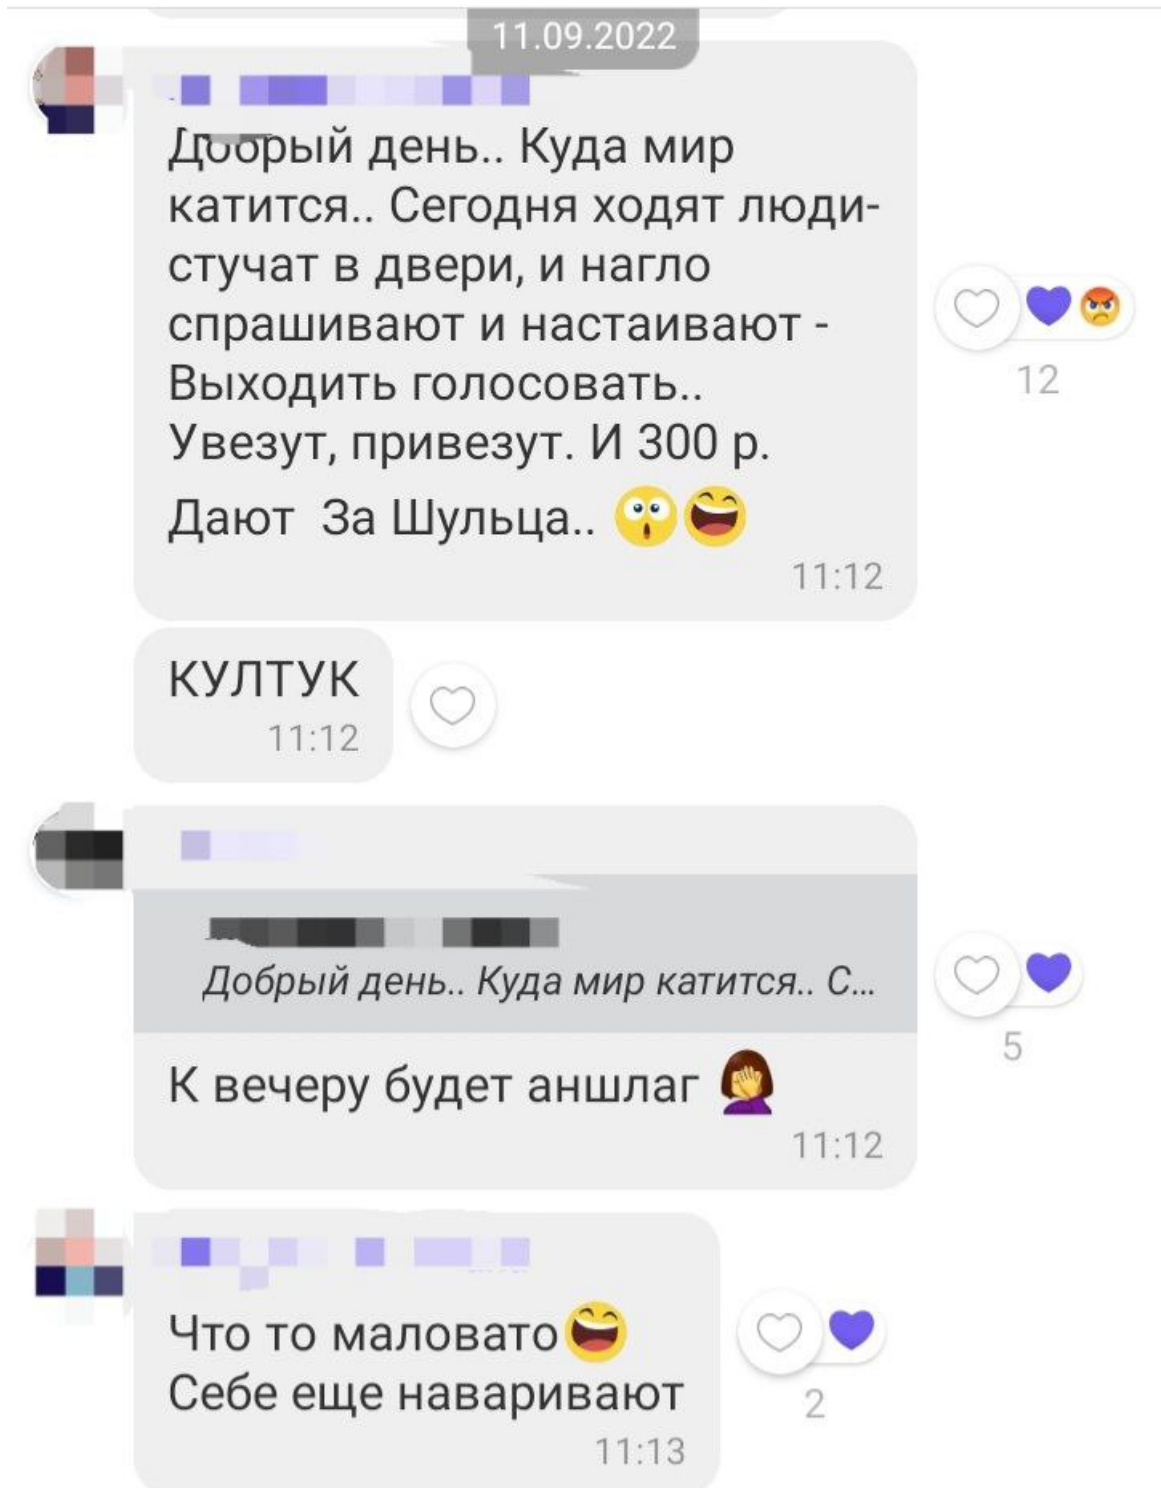 11.09.2022
Добрый день.. Куда мир
катится.. Сегодня ходят люди-
стучат в двери, и нагло
спрашивают и настаивают -
Выходить голосовать..
Увезут, привезут. И 300 р.
Дают За Шульца.. 😲😆
11:12
12
КУЛТУК
11:12
Добрый день.. Куда мир катится.. С...
К вечеру будет аншлаг 🤦‍♀️
11:12
5
Что то маловато😆
Себе еще наваривают
11:13
2